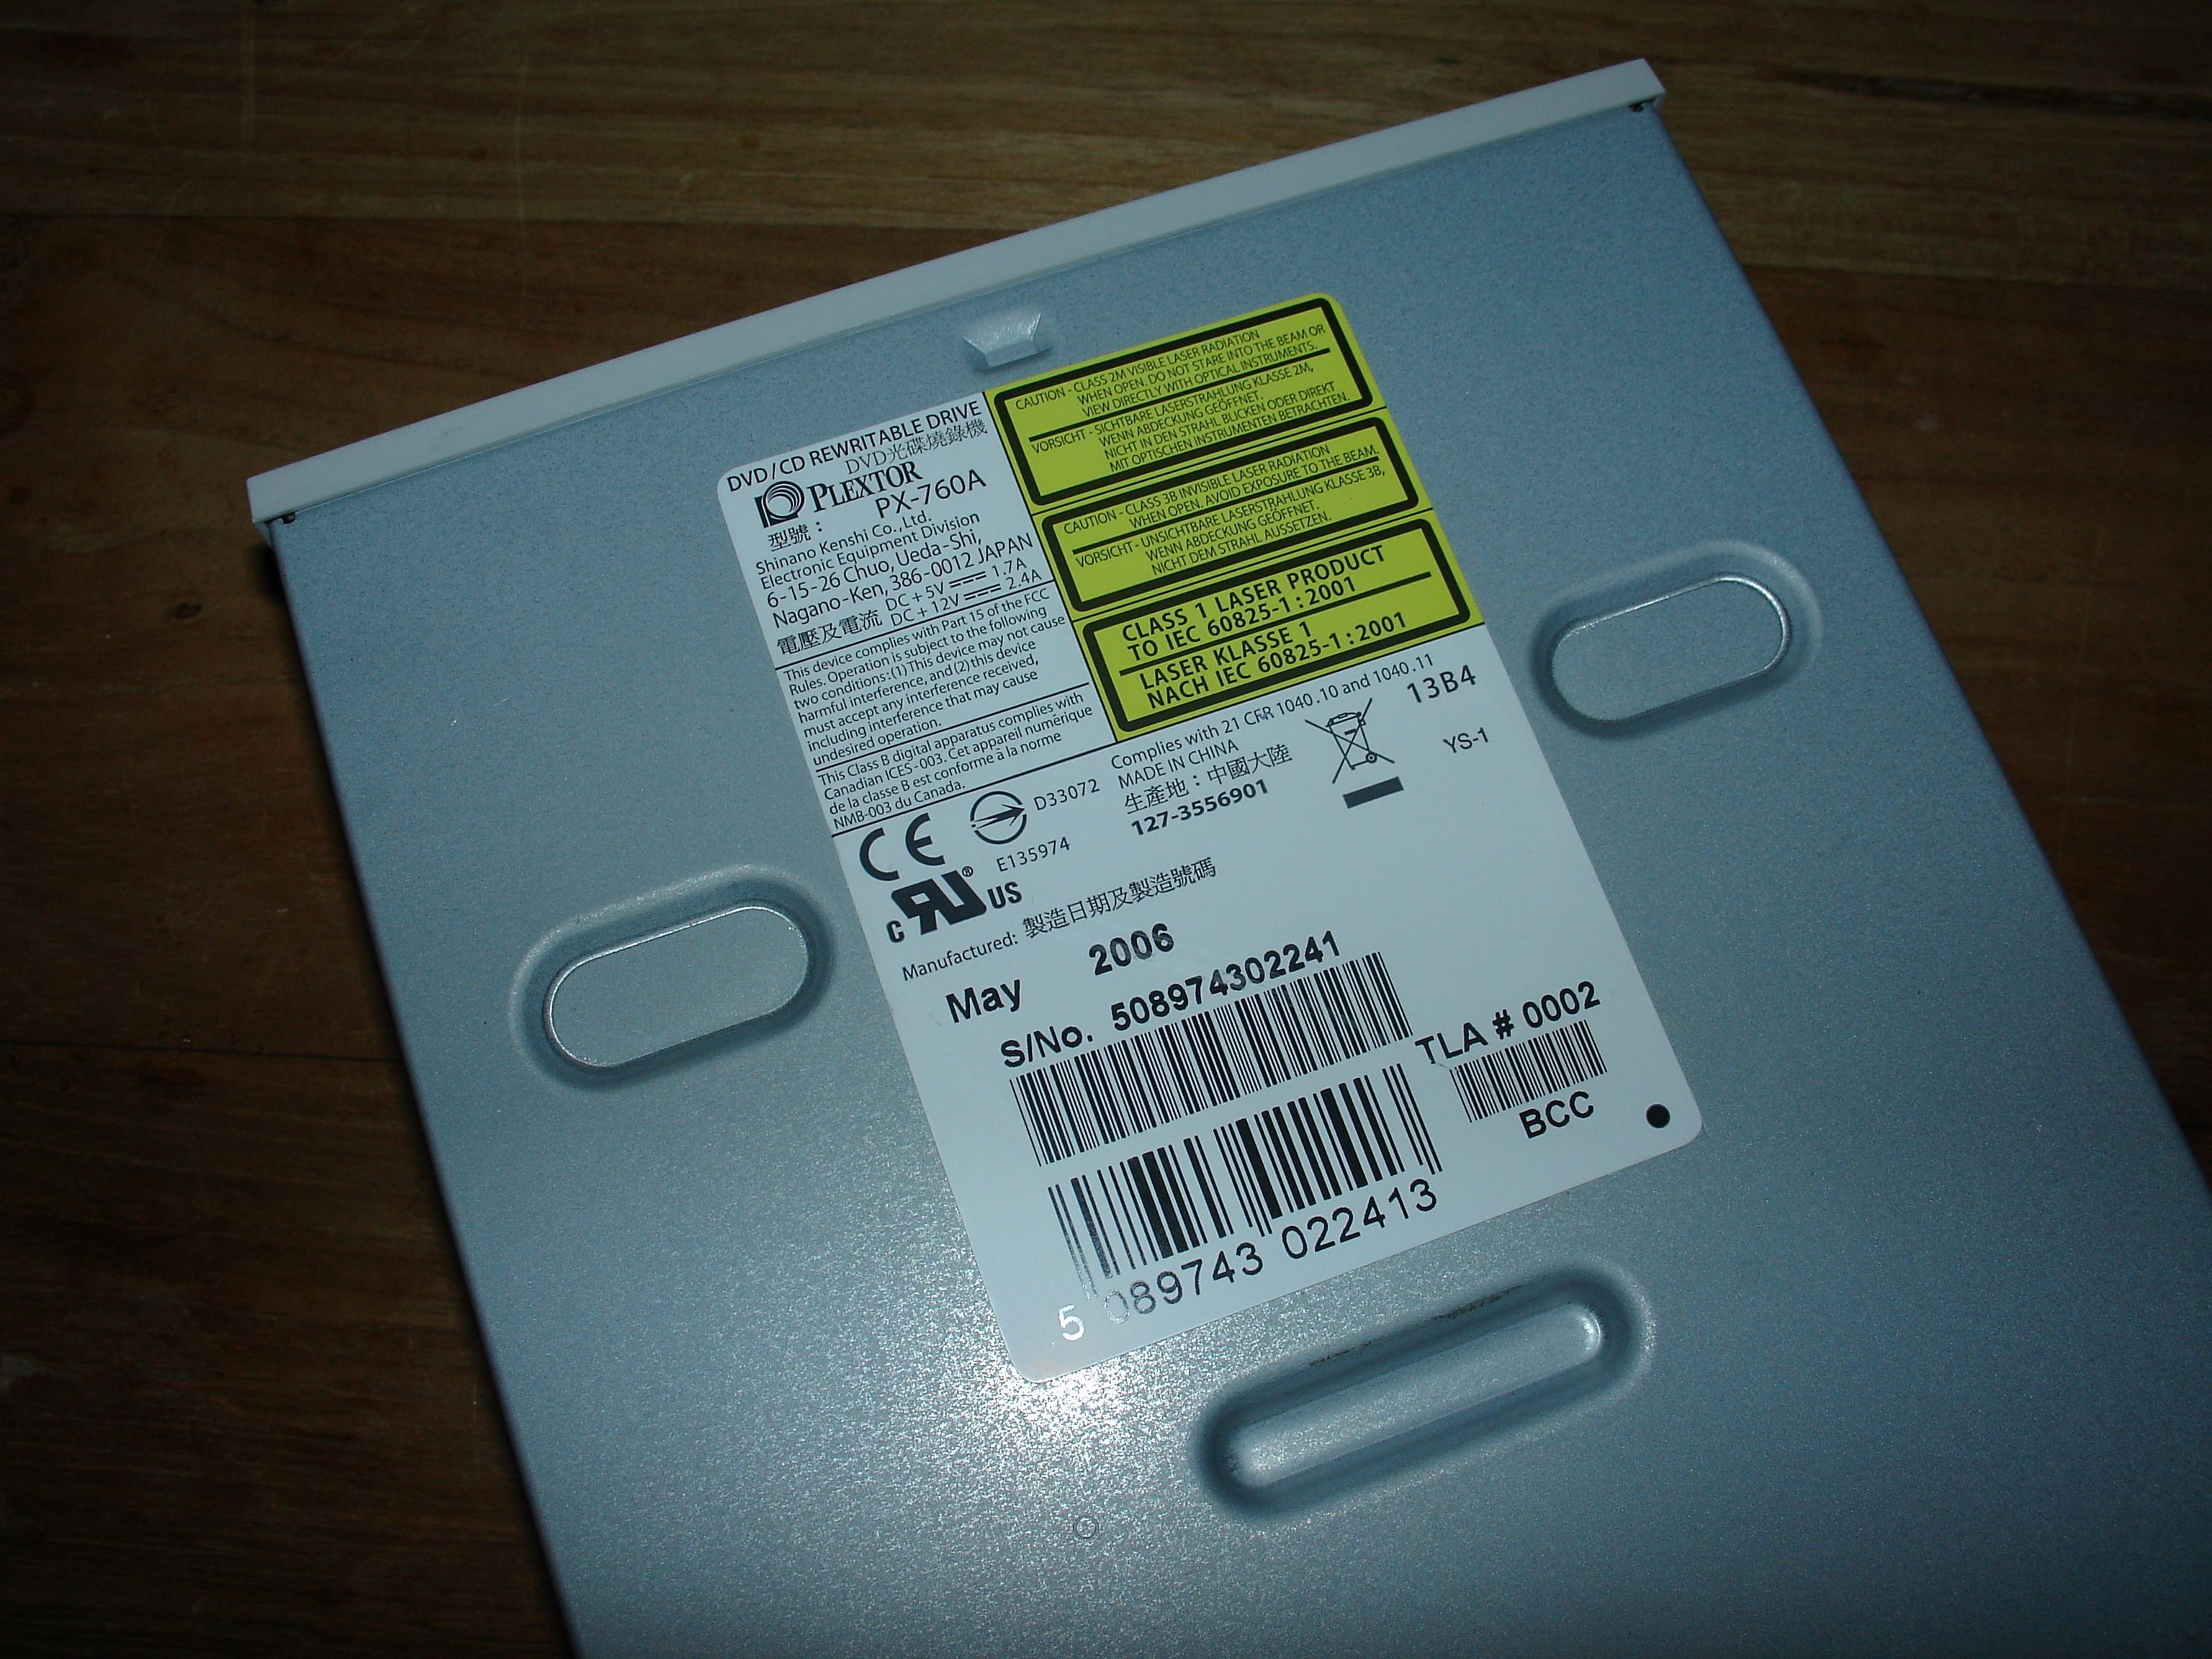 DVD/CD REWRITABLE DRIVE
DVD光碟燒錄機
PLEXTOR
型號: PX-760A
Shinano Kenshi Co., Ltd.
Electronic Equipment Division
6-15-26 Chuo, Ueda-Shi,
Nagano-Ken, 386-0012 JAPAN
電壓及電流 DC + 5V 1.7A
DC + 12V 2.4A
This device complies with Part 15 of the FCC
Rules. Operation is subject to the following
two conditions: (1) This device may not cause
harmful interference, and (2) this device
must accept any interference received,
including interference that may cause
undesired operation.
This Class B digital apparatus complies with
Canadian ICES-003. Cet appareil numérique
de la classe B est conforme à la norme
NMB-003 du Canada.
CAUTION - CLASS 2M VISIBLE LASER RADIATION
WHEN OPEN. DO NOT STARE INTO THE BEAM OR
VIEW DIRECTLY WITH OPTICAL INSTRUMENTS.
VORSICHT - SICHTBARE LASERSTRAHLUNG KLASSE 2M,
WENN ABDECKUNG GEÖFFNET.
NICHT IN DEN STRAHL BLICKEN ODER DIREKT
MIT OPTISCHEN INSTRUMENTEN BETRACHTEN.
CAUTION - CLASS 3B INVISIBLE LASER RADIATION
WHEN OPEN. AVOID EXPOSURE TO THE BEAM.
VORSICHT - UNSICHTBARE LASERSTRAHLUNG KLASSE 3B,
WENN ABDECKUNG GEÖFFNET.
NICHT DEM STRAHL AUSSETZEN.
CLASS 1 LASER PRODUCT
TO IEC 60825-1:2001
LASER KLASSE 1
NACH IEC 60825-1:2001
Complies with 21 CFR 1040.10 and 1040.11
MADE IN CHINA
生產地:中國大陸
127-3556901
13B4
YS-1
CE
D33072
E135974
c RU ® US
Manufactured: 製造日期及製造號碼
May 2006
S/No. 508974302241
TLA # 0002
BCC
5 089743 022413